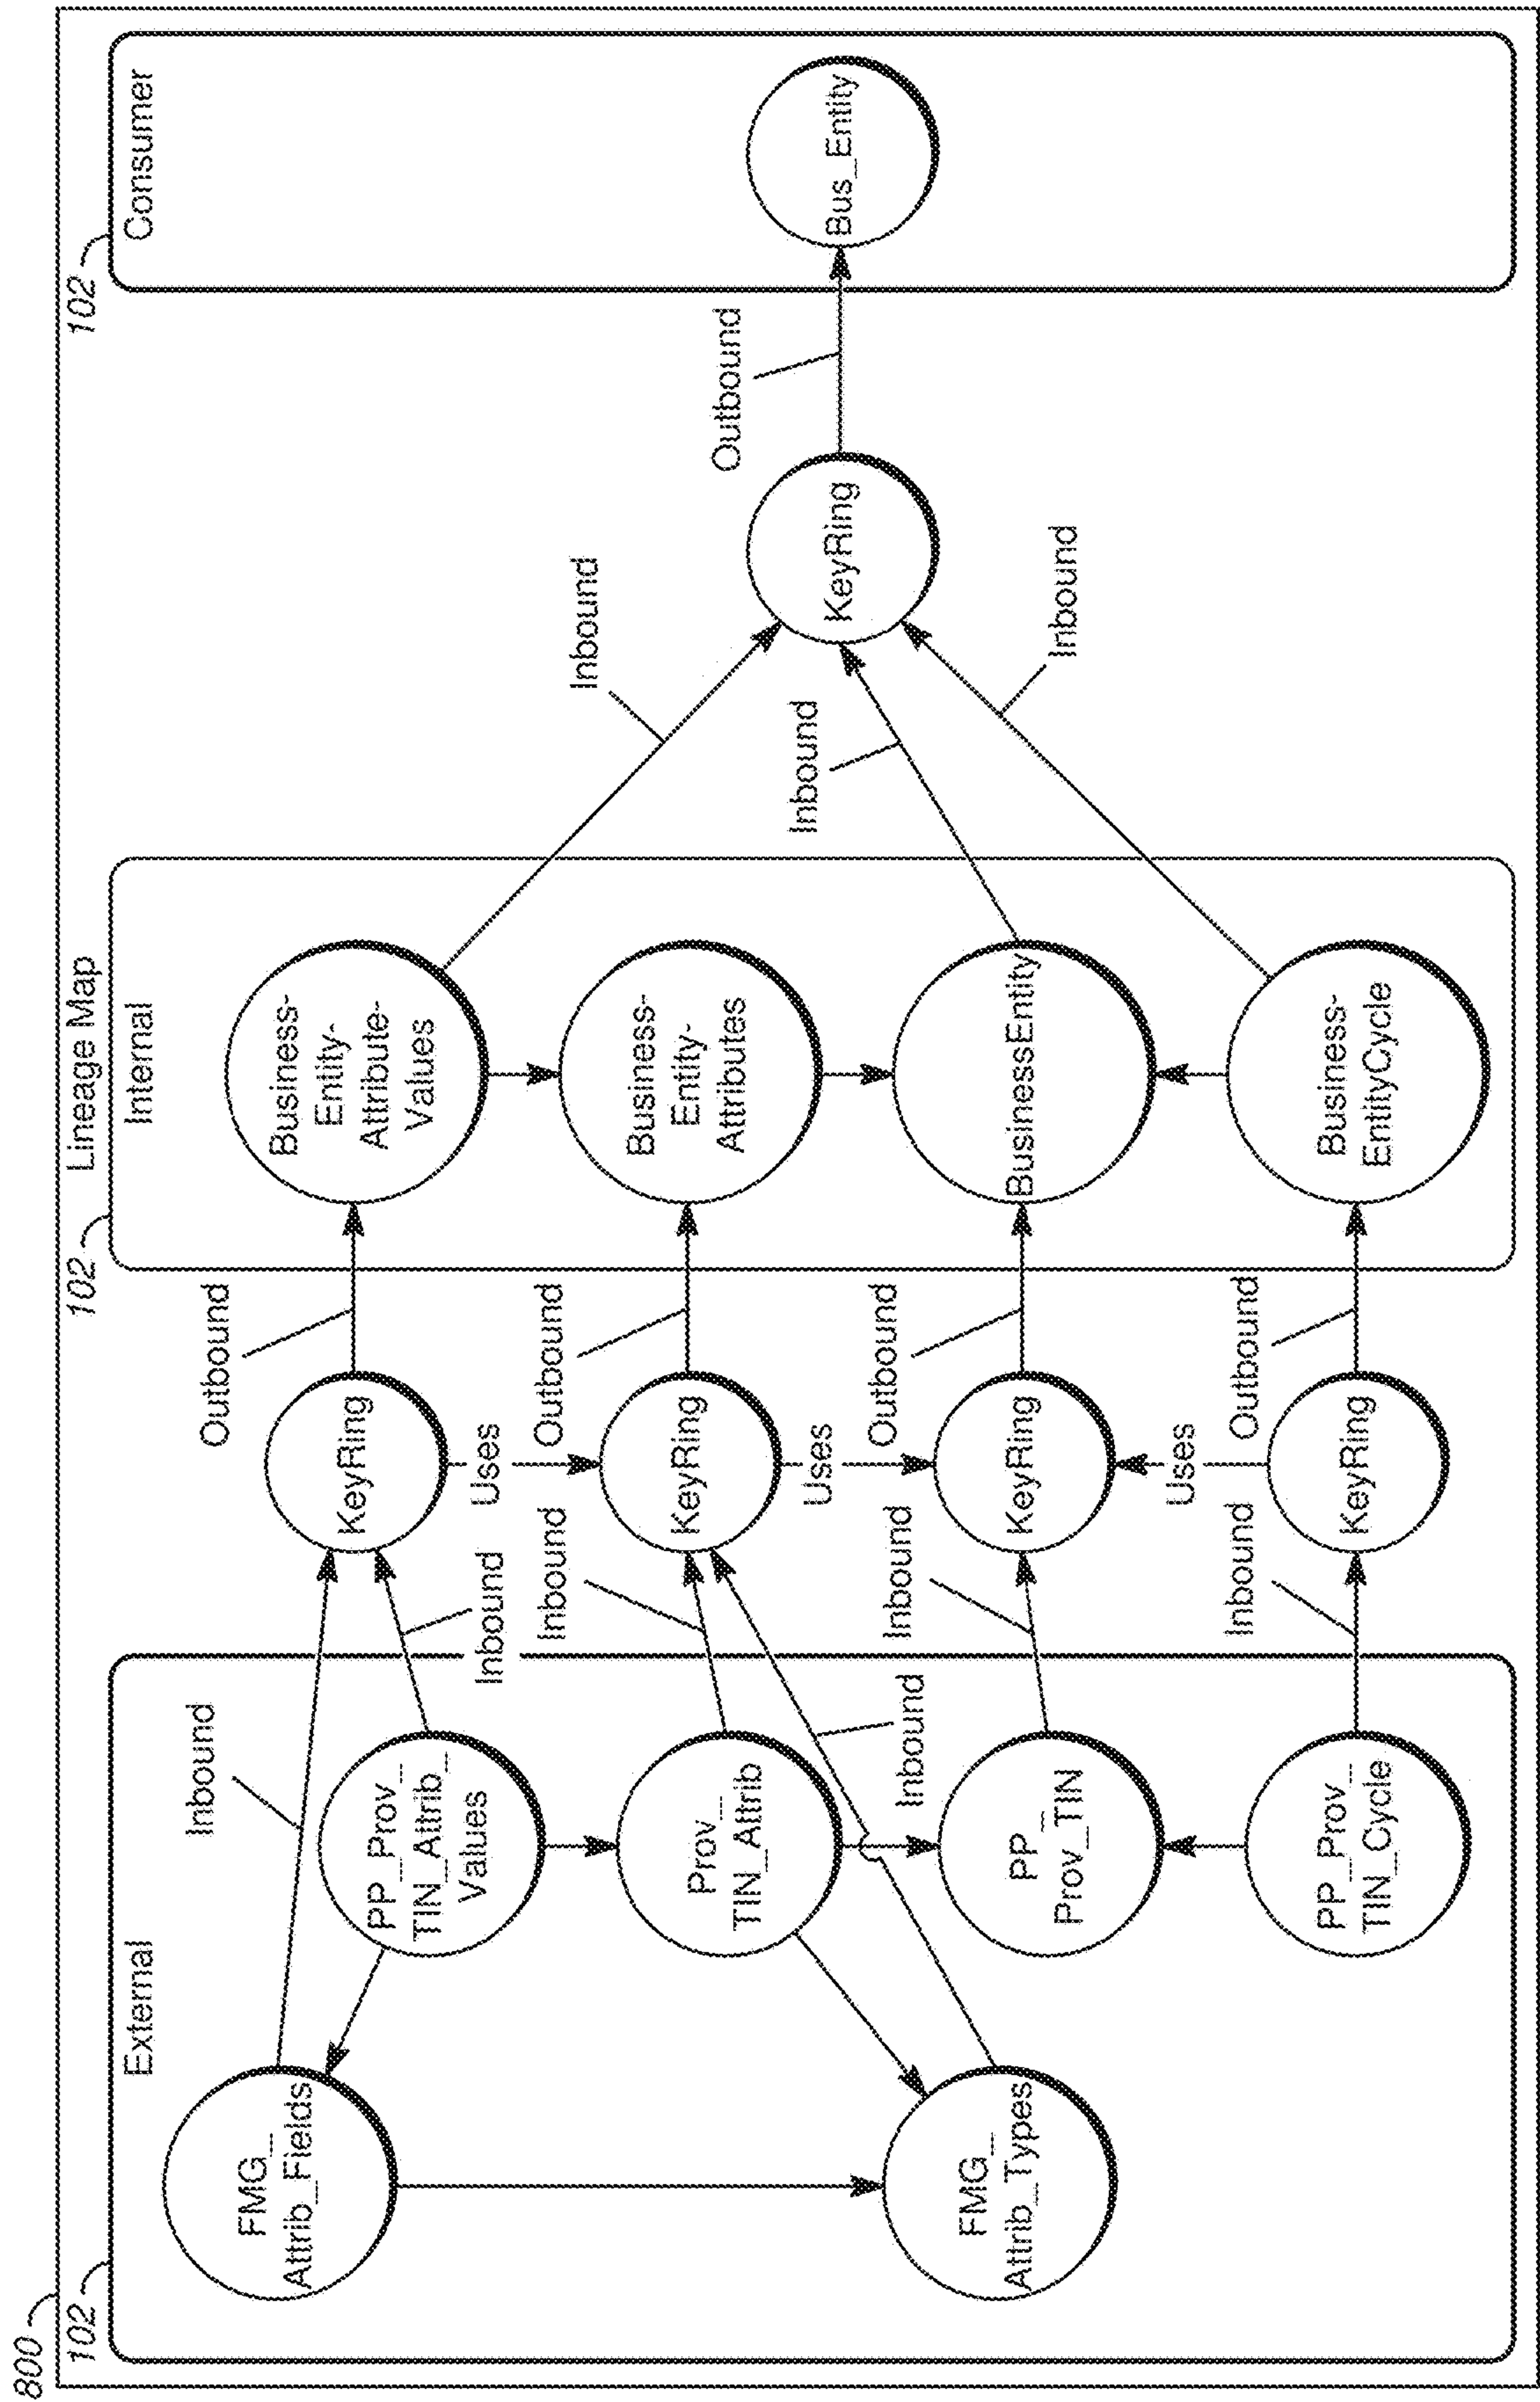 800
Lineage Map
102
External
102
Internal
102
Consumer
FMG_
Attrib_Fields
Inbound
PP_Prov_
TIN_Attrib_
Values
Inbound
KeyRing
Outbound
Business-
Entity-
Attribute-
Values
Inbound
Uses
Prov_
TIN_Attrib
Inbound
KeyRing
Outbound
Business-
Entity-
Attributes
Inbound
KeyRing
Outbound
Bus_Entity
Uses
FMG_
Attrib_Types
Inbound
PP_
Prov_TIN
Inbound
KeyRing
Outbound
BusinessEntity
Inbound
Uses
PP_Prov_
TIN_Cycle
Inbound
KeyRing
Outbound
Business-
EntityCycle